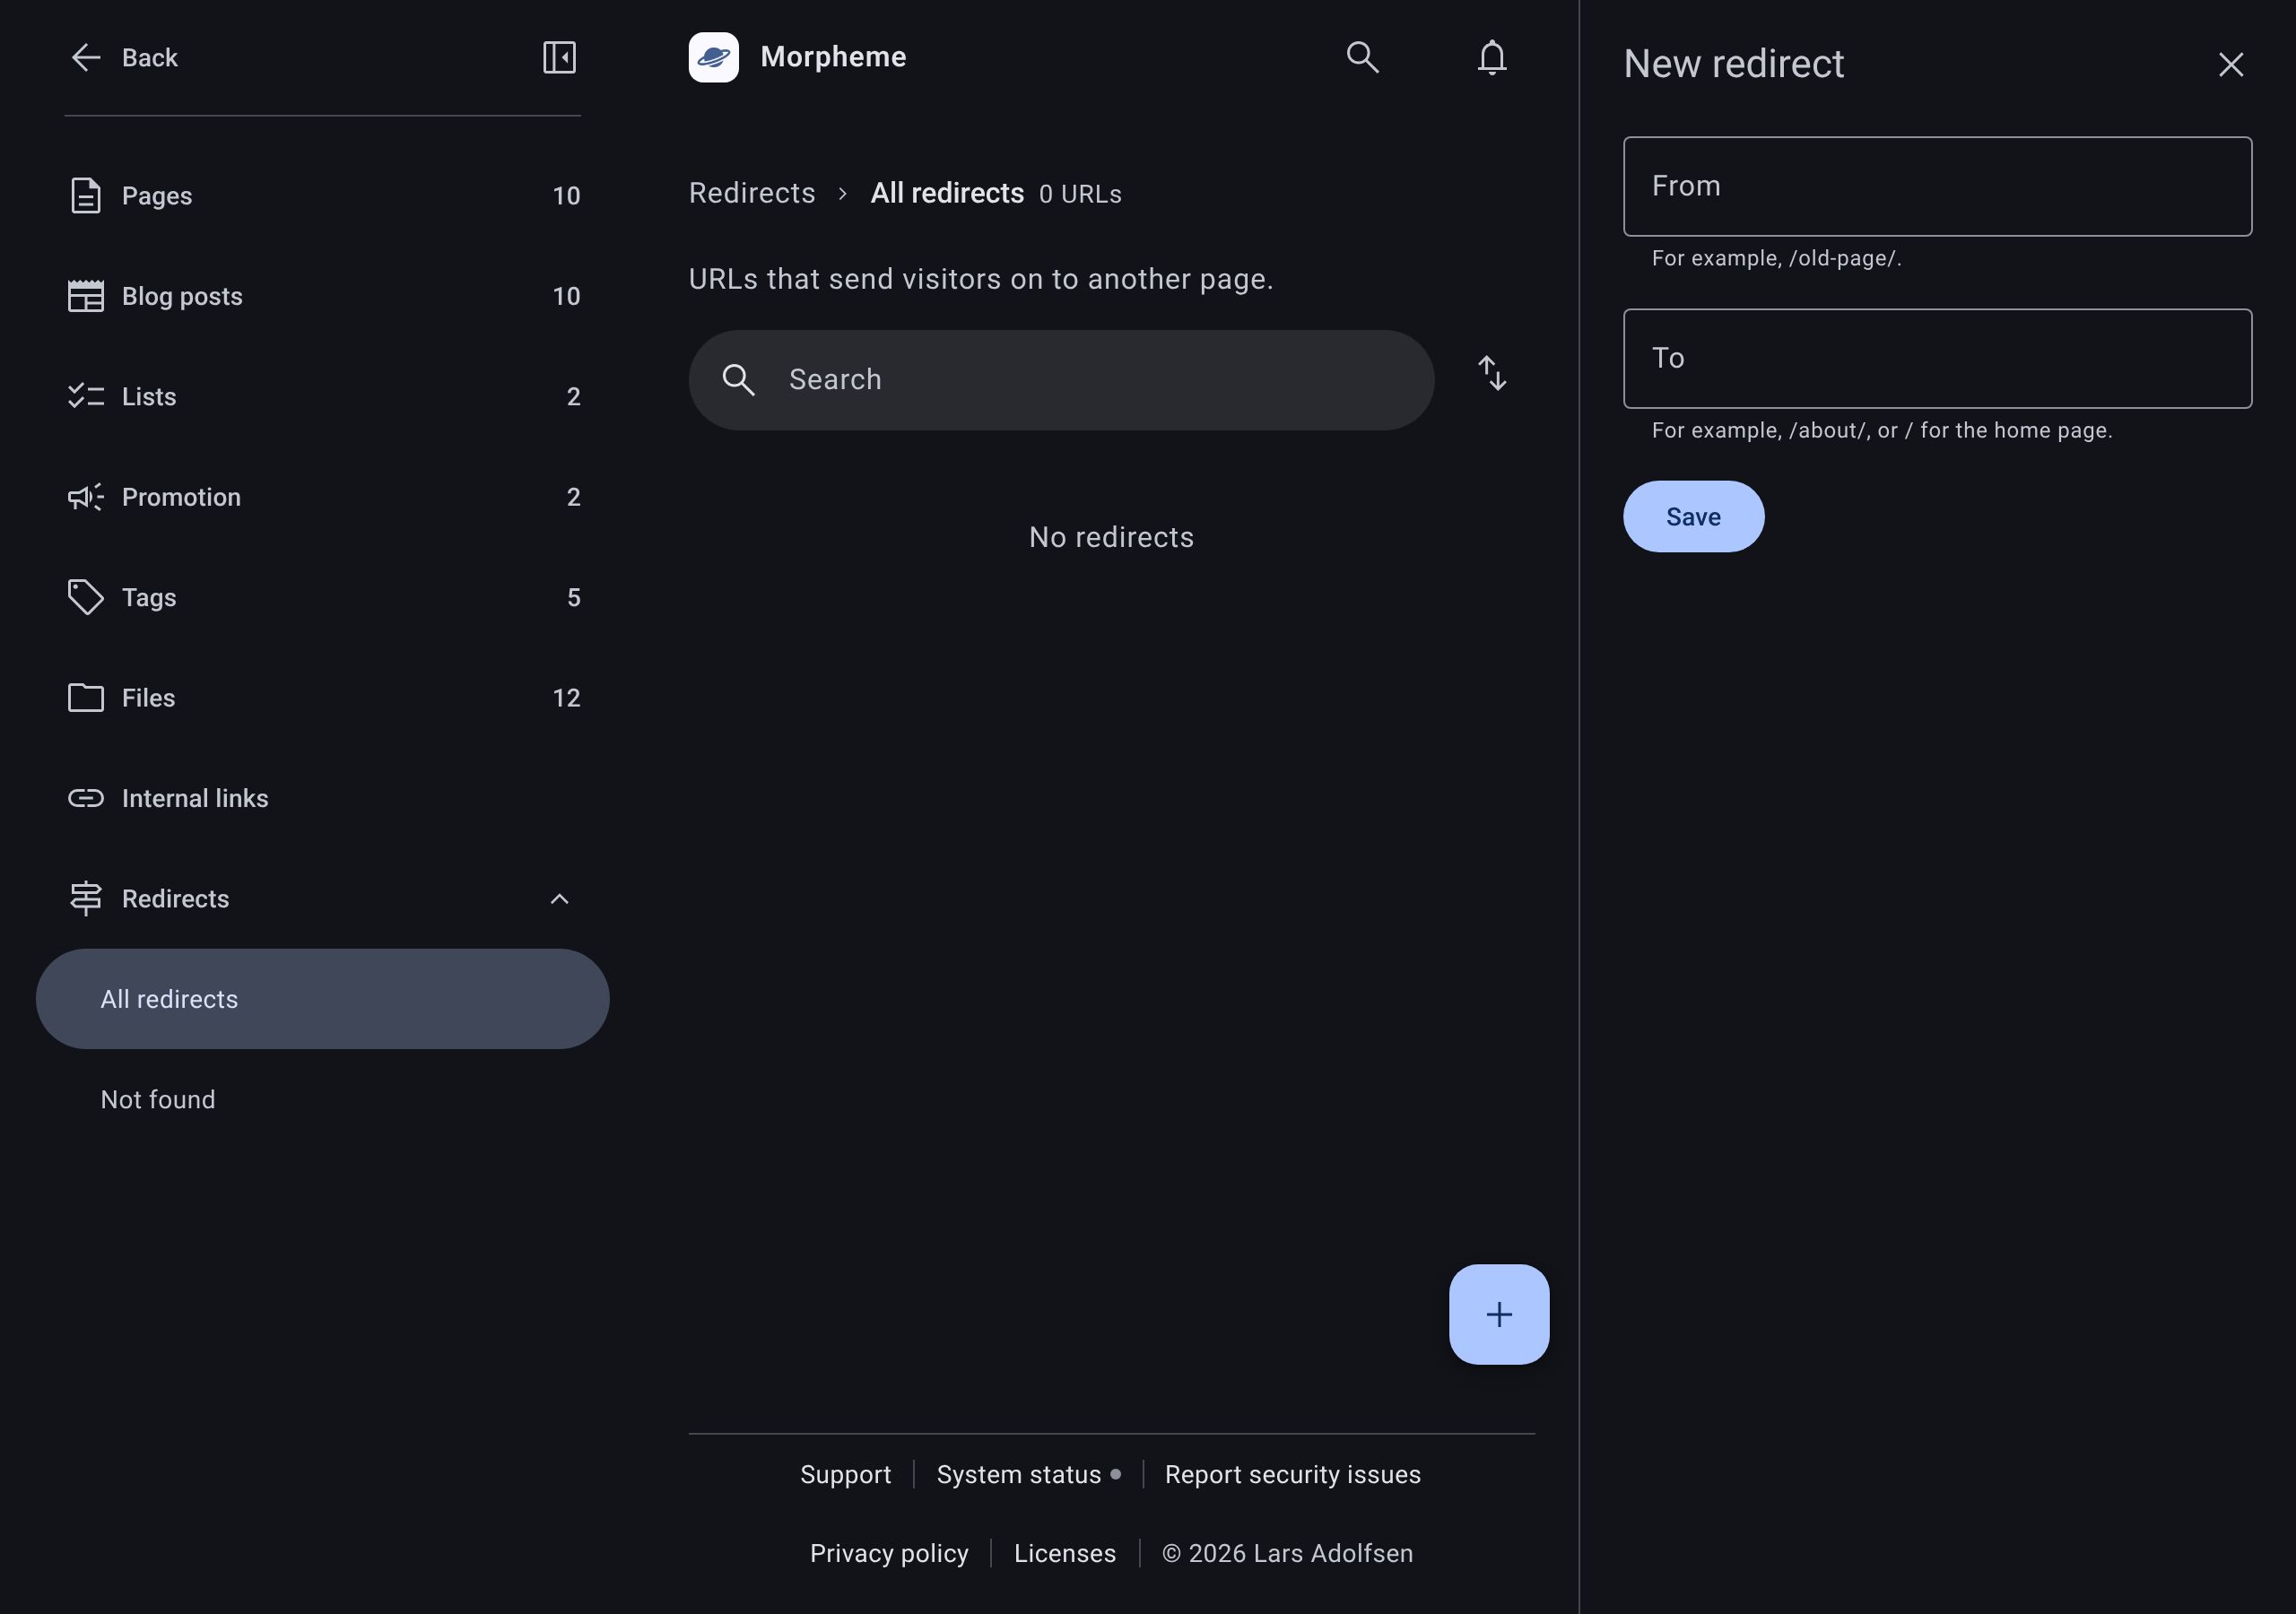 Back
Pages 10
Blog posts 10
Lists 2
Promotion 2
Tags 5
Files 12
Internal links
Redirects
All redirects
Not found
Morpheme
Redirects › All redirects 0 URLs
URLs that send visitors on to another page.
Search
No redirects
Support
System status
Report security issues
Privacy policy
Licenses
© 2026 Lars Adolfsen
New redirect
From
For example, /old-page/.
To
For example, /about/, or / for the home page.
Save